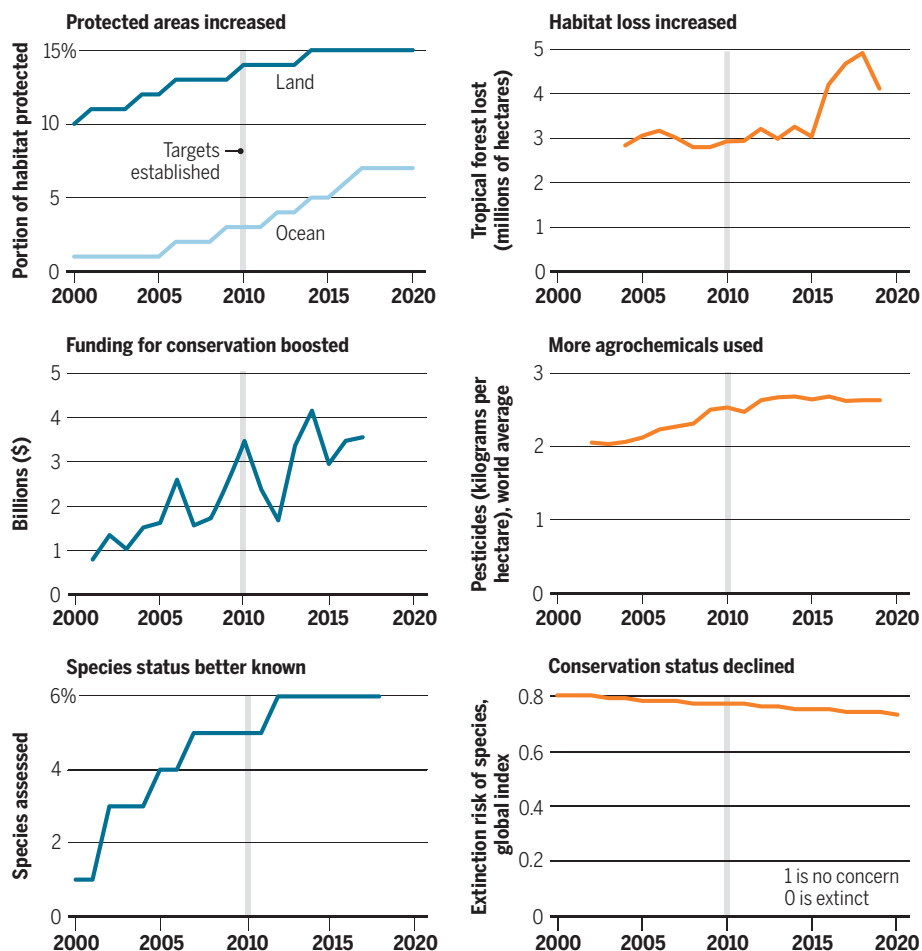 Protected areas increased
Portion of habitat protected
15%
10
5
0
Land
Targets
established
Ocean
2000 2005 2010 2015 2020
Habitat loss increased
Tropical forest lost
(millions of hectares)
5
4
3
2
1
0
2000 2005 2010 2015 2020
Funding for conservation boosted
Billions ($)
5
4
3
2
1
0
2000 2005 2010 2015 2020
More agrochemicals used
Pesticides (kilograms per
hectare), world average
3
2
1
0
2000 2005 2010 2015 2020
Species status better known
Species assessed
6%
4
2
0
2000 2005 2010 2015 2020
Conservation status declined
Extinction risk of species,
global index
0.8
0.6
0.4
0.2
0
1 is no concern
0 is extinct
2000 2005 2010 2015 2020